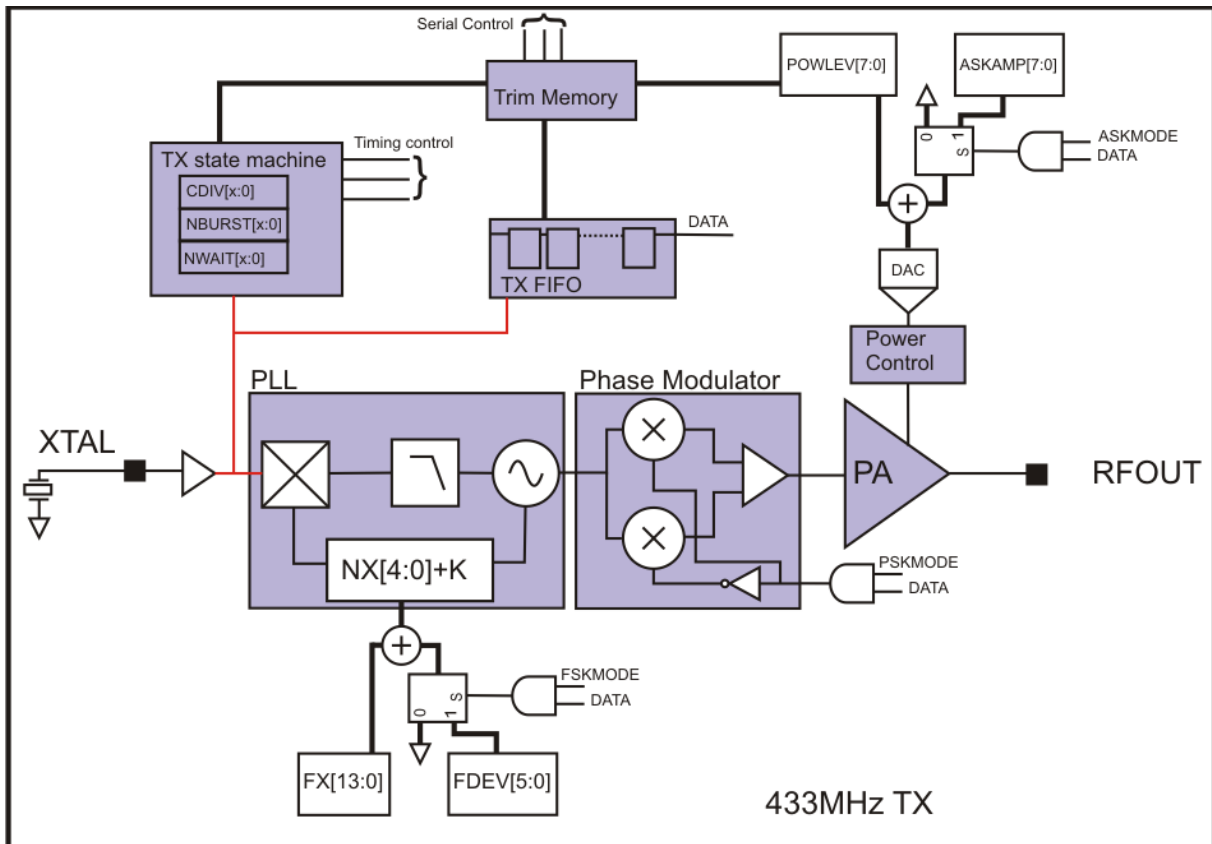 Serial Control
POWLEV[7:0]
ASKAMP[7:0]
Trim Memory
0
1
S
ASKMODE
DATA
Timing control
TX state machine
CDIV[x:0]
NBURST[x:0]
NWAIT[x:0]
DATA
TX FIFO
DAC
Power
Control
PLL
Phase Modulator
XTAL
PA
RFOUT
NX[4:0]+K
PSKMODE
DATA
FSKMODE
DATA
0
1
S
FX[13:0]
FDEV[5:0]
433MHz TX